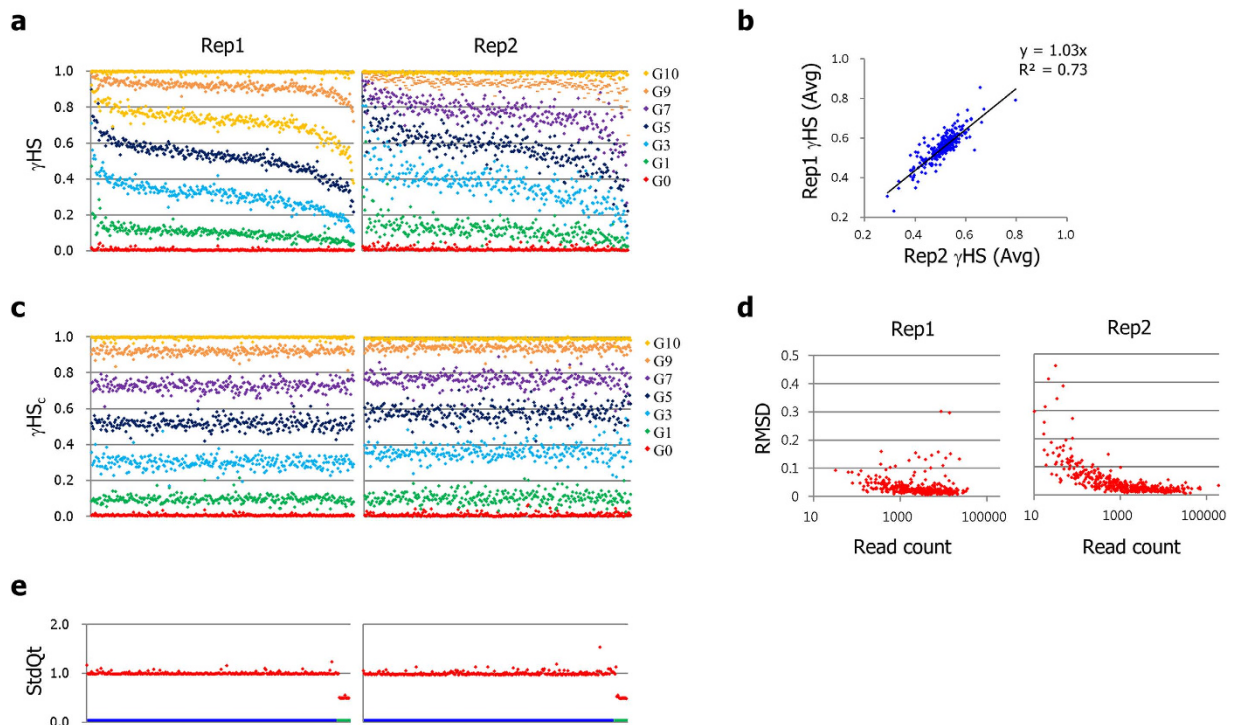 a
Rep1
Rep2
1.0
0.8
0.6
0.4
0.2
0.0
γHS
G10
G9
G7
G5
G3
G1
G0
b
y = 1.03x
R² = 0.73
1.0
0.8
0.6
0.4
0.2
Rep1 γHS (Avg)
0.2 0.4 0.6 0.8 1.0
Rep2 γHS (Avg)
c
1.0
0.8
0.6
0.4
0.2
0.0
γHSc
G10
G9
G7
G5
G3
G1
G0
d
Rep1
Rep2
0.5
0.4
0.3
0.2
0.1
0
RMSD
10 1000 100000
10 1000 100000
Read count
Read count
e
2.0
1.0
0.0
StdQt